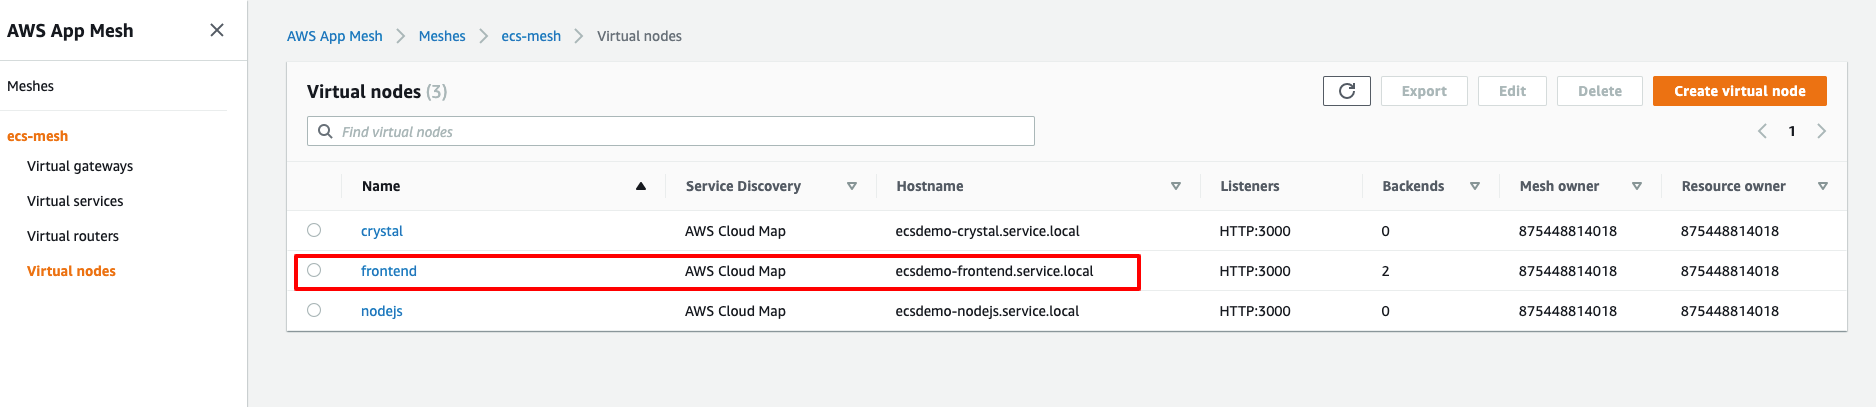 AWS App Mesh
Meshes
ecs-mesh
Virtual gateways
Virtual services
Virtual routers
Virtual nodes
AWS App Mesh Meshes ecs-mesh Virtual nodes
Virtual nodes (3)
Export Edit Delete Create virtual node
Find virtual nodes
1
Name Service Discovery Hostname Listeners Backends Mesh owner Resource owner
crystal AWS Cloud Map ecsdemo-crystal.service.local HTTP:3000 0 875448814018 875448814018
frontend AWS Cloud Map ecsdemo-frontend.service.local HTTP:3000 2 875448814018 875448814018
nodejs AWS Cloud Map ecsdemo-nodejs.service.local HTTP:3000 0 875448814018 875448814018